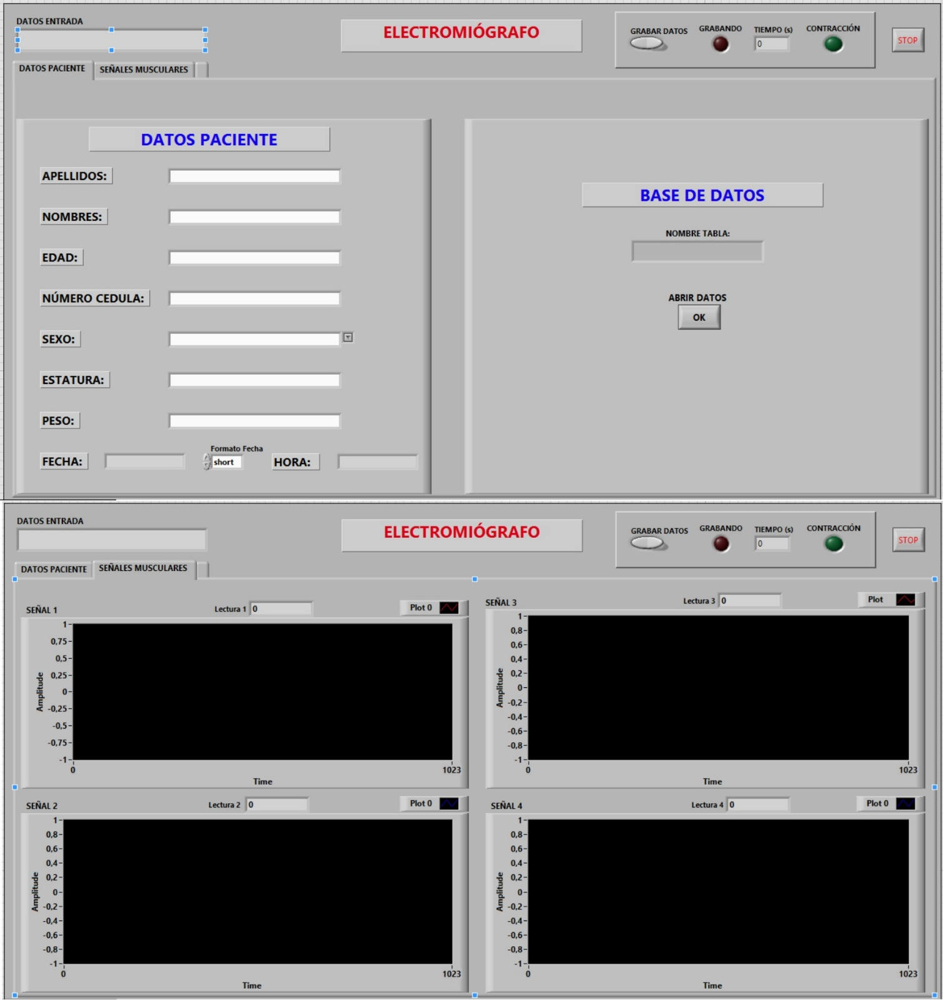 DATOS ENTRADA
ELECTROMIÓGRAFO
GRABAR DATOS
GRABANDO
TIEMPO (s)
0
CONTRACCIÓN
STOP
DATOS PACIENTE
SEÑALES MUSCULARES
DATOS PACIENTE
APELLIDOS:
NOMBRES:
EDAD:
NÚMERO CEDULA:
SEXO:
ESTATURA:
PESO:
FECHA:
Formato Fecha
short
HORA:
BASE DE DATOS
NOMBRE TABLA:
ABRIR DATOS
OK
DATOS ENTRADA
ELECTROMIÓGRAFO
GRABAR DATOS
GRABANDO
TIEMPO (s)
0
CONTRACCIÓN
STOP
DATOS PACIENTE
SEÑALES MUSCULARES
SEÑAL 1
Lectura 1 0
Plot 0
Amplitude
1
0,75
0,5
0,25
0
-0,25
-0,5
-0,75
-1
0
1023
Time
SEÑAL 3
Lectura 3 0
Plot
Amplitude
1
0,8
0,6
0,4
0,2
0
-0,2
-0,4
-0,6
-0,8
-1
0
1023
Time
SEÑAL 2
Lectura 2 0
Plot 0
Amplitude
1
0,8
0,6
0,4
0,2
0
-0,2
-0,4
-0,6
-0,8
-1
0
1023
Time
SEÑAL 4
Lectura 4 0
Plot 0
Amplitude
1
0,8
0,6
0,4
0,2
0
-0,2
-0,4
-0,6
-0,8
-1
0
1023
Time